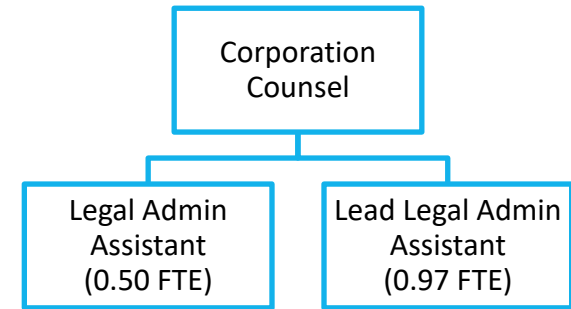 Corporation
Counsel
Legal Admin
Assistant
(0.50 FTE)
Lead Legal Admin
Assistant
(0.97 FTE)